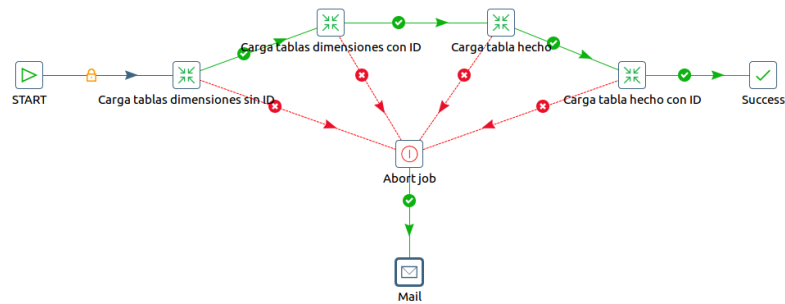 Carga tablas dimensiones con ID
Carga tabla hecho
START
Carga tablas dimensiones sin ID
Carga tabla hecho con ID
Success
Abort job
Mail